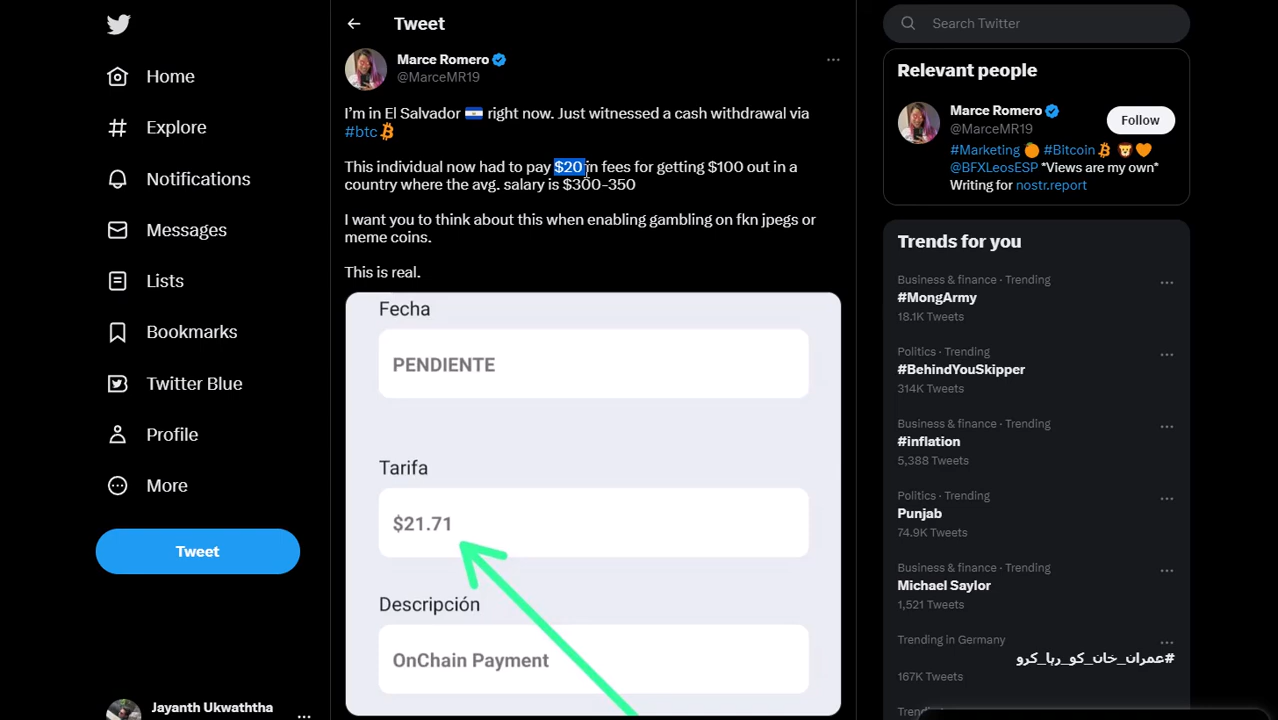 Home
Explore
Notifications
Messages
Lists
Bookmarks
Twitter Blue
Profile
More
Tweet
Jayanth Ukwaththa
Tweet
Marce Romero
@MarceMR19
I'm in El Salvador 🇸🇻 right now. Just witnessed a cash withdrawal via
#btc
This individual now had to pay $20 in fees for getting $100 out in a
country where the avg. salary is $300-350
I want you to think about this when enabling gambling on fkn jpegs or
meme coins.
This is real.
Fecha
PENDIENTE
Tarifa
$21.71
Descripción
OnChain Payment
Search Twitter
Relevant people
Marce Romero
@MarceMR19
Follow
#Marketing 🍊 #Bitcoin 🦁🧡
@BFXLeosESP *Views are my own*
Writing for nostr.report
Trends for you
Business & finance · Trending
#MongArmy
18.1K Tweets
Politics · Trending
#BehindYouSkipper
314K Tweets
Business & finance · Trending
#inflation
5,388 Tweets
Politics · Trending
Punjab
74.9K Tweets
Business & finance · Trending
Michael Saylor
1,521 Tweets
Trending in Germany
#عمران_خان_کو_رہا_کرو
167K Tweets
Trending